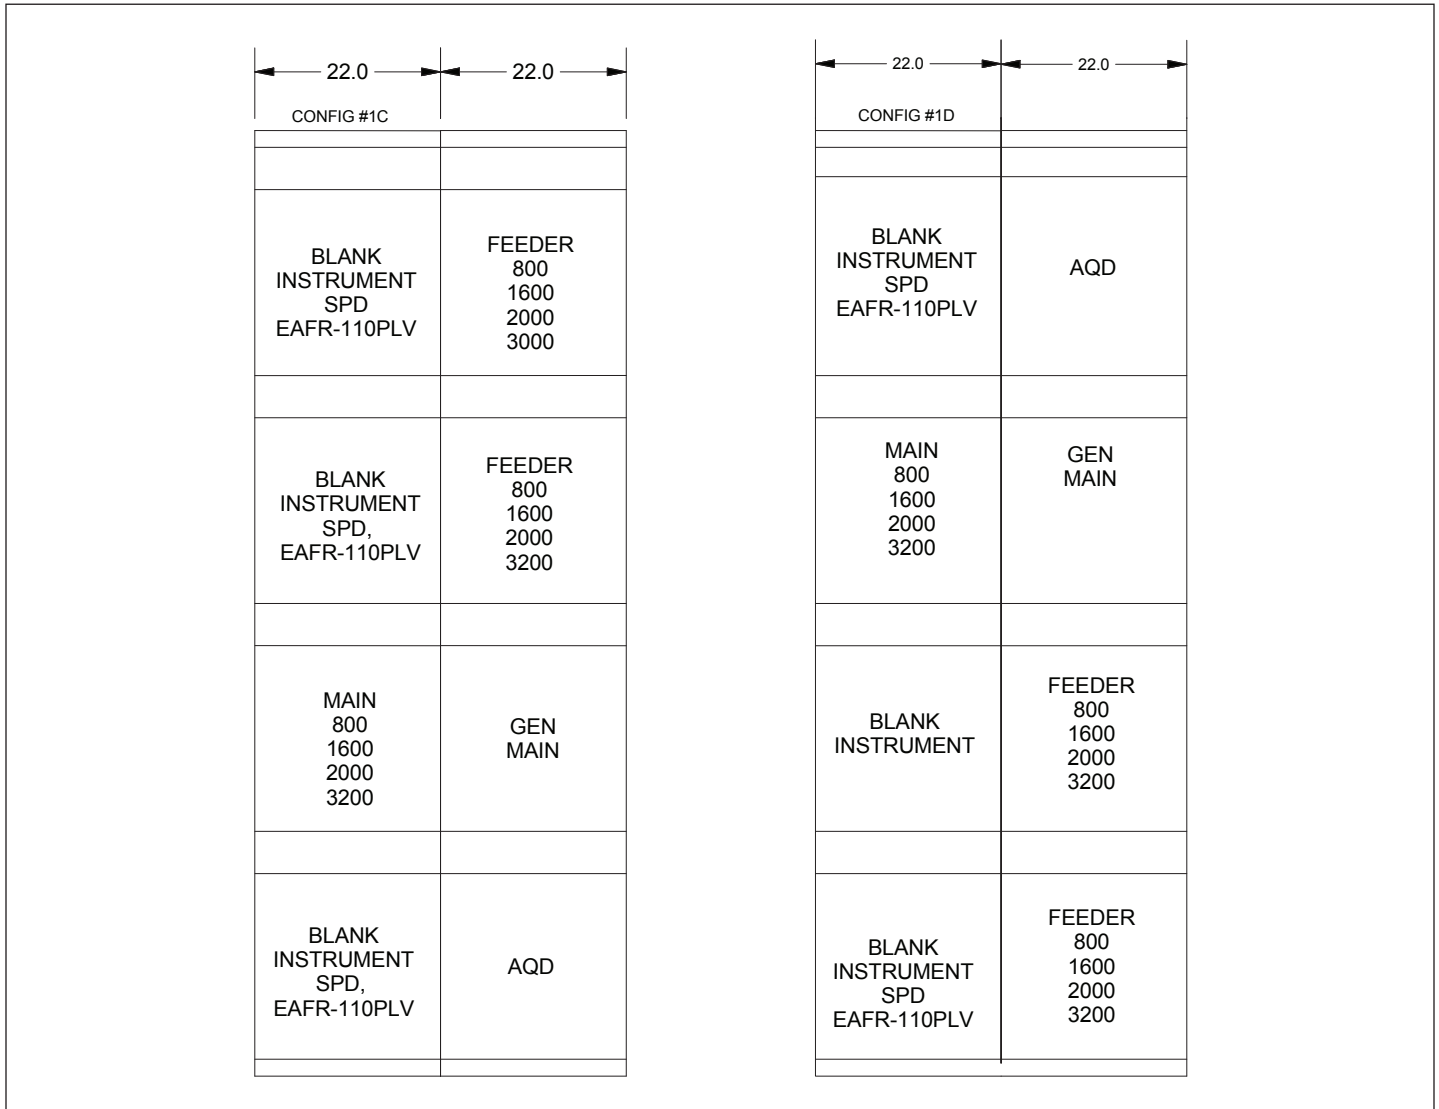 22.0
22.0
CONFIG #1C
BLANK
INSTRUMENT
SPD
EAFR-110PLV
FEEDER
800
1600
2000
3000
BLANK
INSTRUMENT
SPD,
EAFR-110PLV
FEEDER
800
1600
2000
3200
MAIN
800
1600
2000
3200
GEN
MAIN
BLANK
INSTRUMENT
SPD,
EAFR-110PLV
AQD
22.0
22.0
CONFIG #1D
BLANK
INSTRUMENT
SPD
EAFR-110PLV
AQD
MAIN
800
1600
2000
3200
GEN
MAIN
BLANK
INSTRUMENT
FEEDER
800
1600
2000
3200
BLANK
INSTRUMENT
SPD
EAFR-110PLV
FEEDER
800
1600
2000
3200